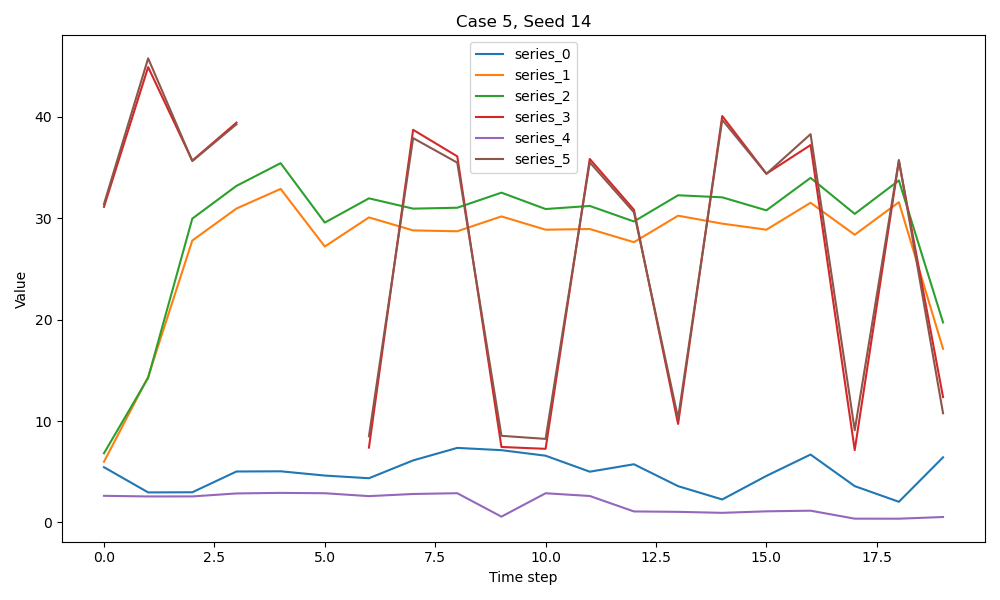 Case 5, Seed 14
series_0
series_1
series_2
series_3
series_4
series_5
Value
40
30
20
10
0
0.0 2.5 5.0 7.5 10.0 12.5 15.0 17.5
Time step